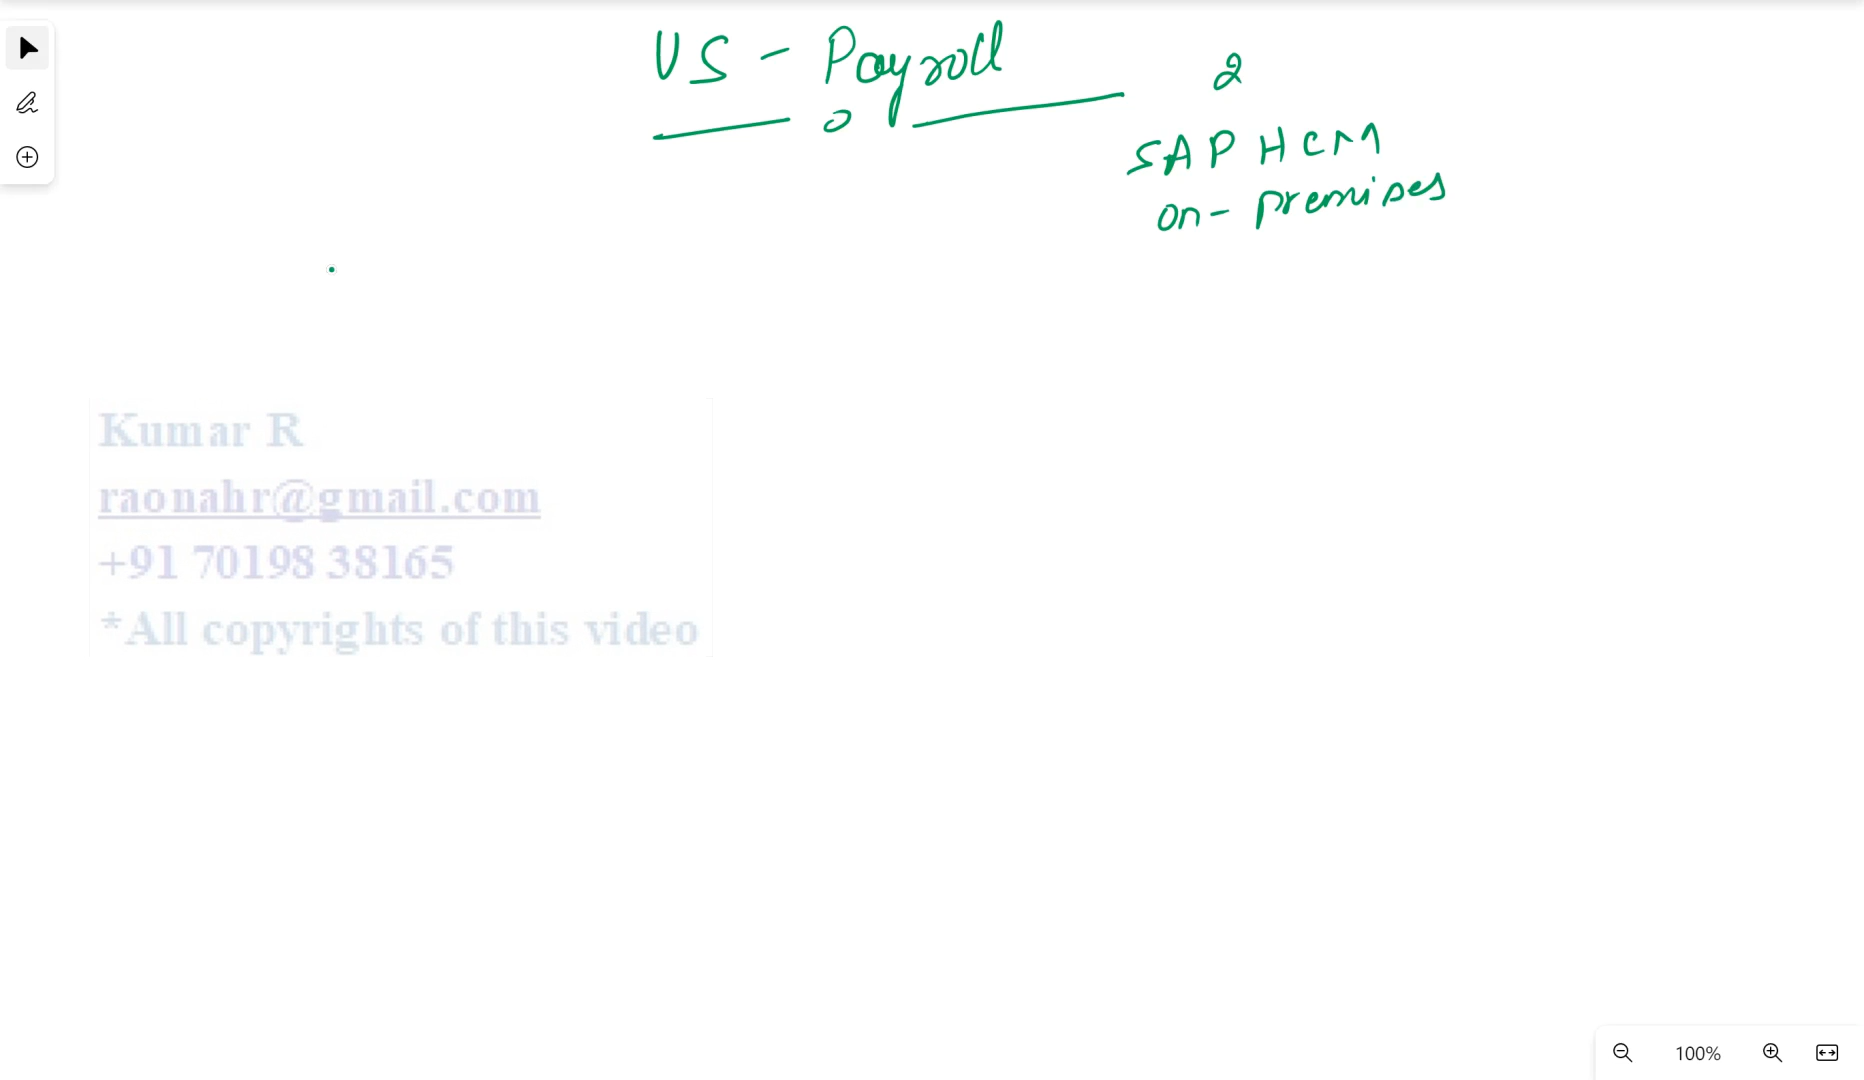 US - Payroll
2
SAP HCM
on - premises
Kumar R
raonahr@gmail.com
+91 70198 38165
*All copyrights of this video
100%